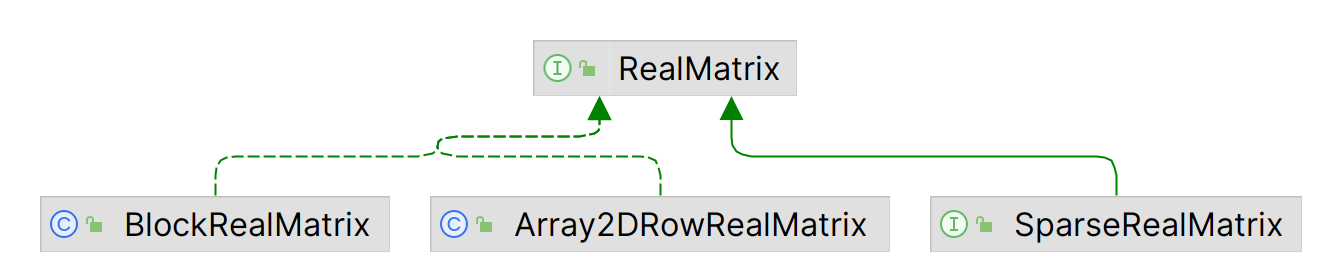 I RealMatrix
C BlockRealMatrix
C Array2DRowRealMatrix
I SparseRealMatrix